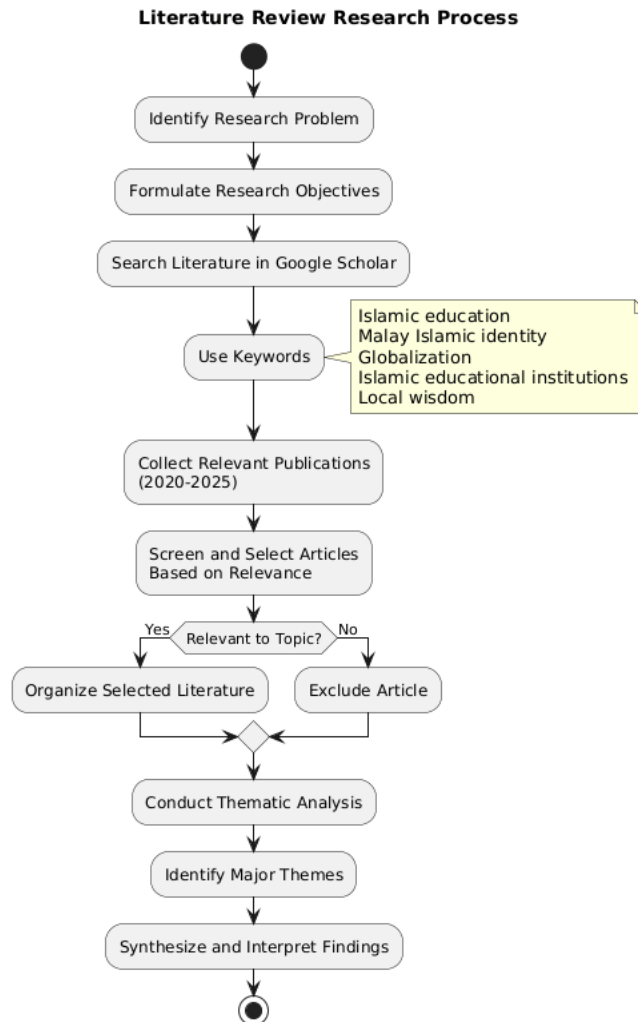 Literature Review Research Process
Identify Research Problem
Formulate Research Objectives
Search Literature in Google Scholar
Use Keywords
Islamic education
Malay Islamic identity
Globalization
Islamic educational institutions
Local wisdom
Collect Relevant Publications
(2020-2025)
Screen and Select Articles
Based on Relevance
Relevant to Topic?
Yes
No
Organize Selected Literature
Exclude Article
Conduct Thematic Analysis
Identify Major Themes
Synthesize and Interpret Findings